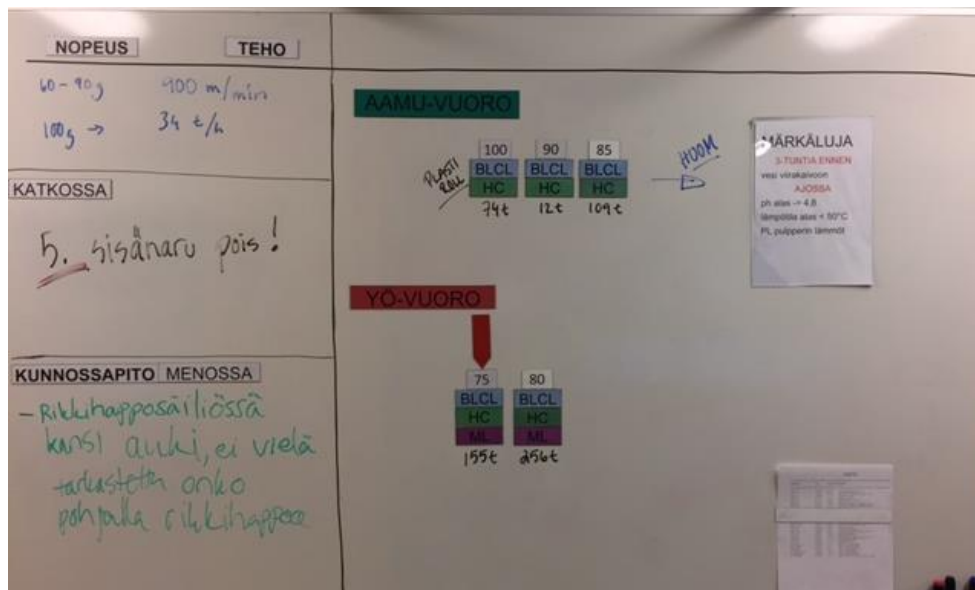 NOPEUS TEHO
60-90g 900 m/min
100g → 34 t/h
KATKOSSA
5. sisänaru pois!
KUNNOSSAPITO MENOSSA
- Rikkihapposäiliössä
kansi auki, ei vielä
tarkastettu onko
pohjalla rikkihappoa
AAMU-VUORO
100 90 85
PLASTI
ROLL
BLCL BLCL BLCL
HC HC HC
74t 12t 109t
HUOM
YÖ-VUORO
75 80
BLCL BLCL
HC HC
ML ML
155t 256t
MÄRKÄLUJA
3-TUNTIA ENNEN
vesi viirakaivoon
AJOSSA
ph alas -> 4,8
lämpötila alas < 50°C
PL pulpperin lämmöt